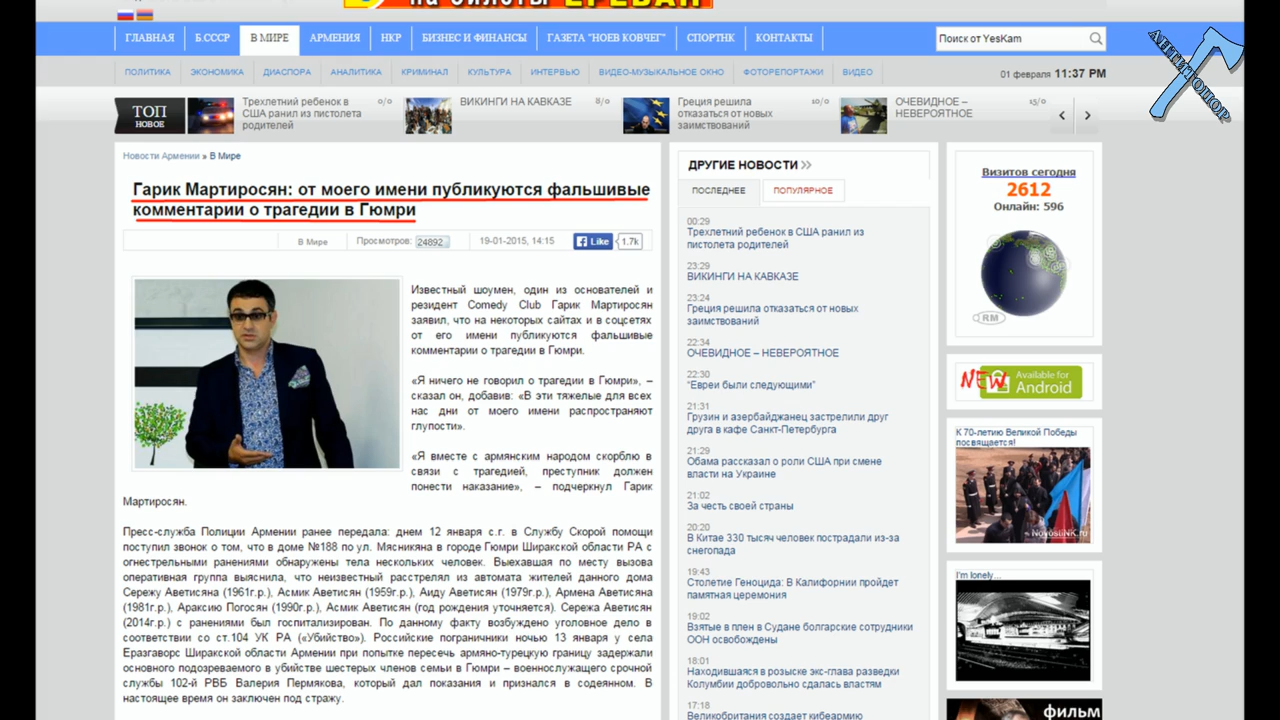 на билеты ЕРЕВАН
ГЛАВНАЯ Б.СССР В МИРЕ АРМЕНИЯ НКР БИЗНЕС И ФИНАНСЫ ГАЗЕТА "НОЕВ КОВЧЕГ" СПОРТНК КОНТАКТЫ
Поиск от YesKam
АНТИТОПОР
ПОЛИТИКА ЭКОНОМИКА ДИАСПОРА АНАЛИТИКА КРИМИНАЛ КУЛЬТУРА ИНТЕРВЬЮ ВИДЕО-МУЗЫКАЛЬНОЕ ОКНО ФОТОРЕПОРТАЖИ ВИДЕО
01 февраля 11:37 PM
ТОП
НОВОЕ
Трехлетний ребенок в
США ранил из пистолета
родителей
0/0
ВИКИНГИ НА КАВКАЗЕ
8/0
Греция решила
отказаться от новых
заимствований
10/0
ОЧЕВИДНОЕ –
НЕВЕРОЯТНОЕ
15/0
Новости Армении » В Мире
Гарик Мартиросян: от моего имени публикуются фальшивые
комментарии о трагедии в Гюмри
В Мире Просмотров: 24892 19-01-2015, 14:15 Like 1.7k
Известный шоумен, один из основателей и
резидент Comedy Club Гарик Мартиросян
заявил, что на некоторых сайтах и в соцсетях
от его имени публикуются фальшивые
комментарии о трагедии в Гюмри.
«Я ничего не говорил о трагедии в Гюмри», –
сказал он, добавив: «В эти тяжелые для всех
нас дни от моего имени распространяют
глупости».
«Я вместе с армянским народом скорблю в
связи с трагедией, преступник должен
понести наказание», – подчеркнул Гарик
Мартиросян.
Пресс-служба Полиции Армении ранее передала: днем 12 января с.г. в Службу Скорой помощи
поступил звонок о том, что в доме №188 по ул. Мясникяна в городе Гюмри Ширакской области РА с
огнестрельными ранениями обнаружены тела нескольких человек. Выехавшая по месту вызова
оперативная группа выяснила, что неизвестный расстрелял из автомата жителей данного дома
Сережу Аветисяна (1961г.р.), Асмик Аветисян (1959г.р.), Аиду Аветисян (1979г.р.), Армена Аветисяна
(1981г.р.), Араксию Погосян (1990г.р.), Асмик Аветисян (год рождения уточняется). Сережа Аветисян
(2014г.р.) с ранениями был госпитализирован. По данному факту возбуждено уголовное дело в
соответствии со ст.104 УК РА («Убийство»). Российские пограничники ночью 13 января у села
Еразгаворс Ширакской области Армении при попытке пересечь армяно-турецкую границу задержали
основного подозреваемого в убийстве шестерых членов семьи в Гюмри – военнослужащего срочной
службы 102-й РВБ Валерия Пермякова, который дал показания и признался в содеянном. В
настоящее время он заключен под стражу.
ДРУГИЕ НОВОСТИ >>
ПОСЛЕДНЕЕ ПОПУЛЯРНОЕ
00:29
Трехлетний ребенок в США ранил из
пистолета родителей
23:29
ВИКИНГИ НА КАВКАЗЕ
23:24
Греция решила отказаться от новых
заимствований
22:34
ОЧЕВИДНОЕ – НЕВЕРОЯТНОЕ
22:30
"Евреи были следующими"
21:31
Грузин и азербайджанец застрелили друг
друга в кафе Санкт-Петербурга
21:29
Обама рассказал о роли США при смене
власти на Украине
21:02
За честь своей страны
20:20
В Китае 330 тысяч человек пострадали из-за
снегопада
19:43
Столетие Геноцида: В Калифорнии пройдет
памятная церемония
19:02
Взятые в плен в Судане болгарские сотрудники
ООН освобождены
18:01
Находившаяся в розыске экс-глава разведки
Колумбии добровольно сдалась властям
17:18
Великобритания создает кибеармию
Визитов сегодня
2612
Онлайн: 596
RM
NEW Available for
Android
К 70-летию Великой Победы
посвящается!
NovostiNK.ru
I'm lonely...
фильм